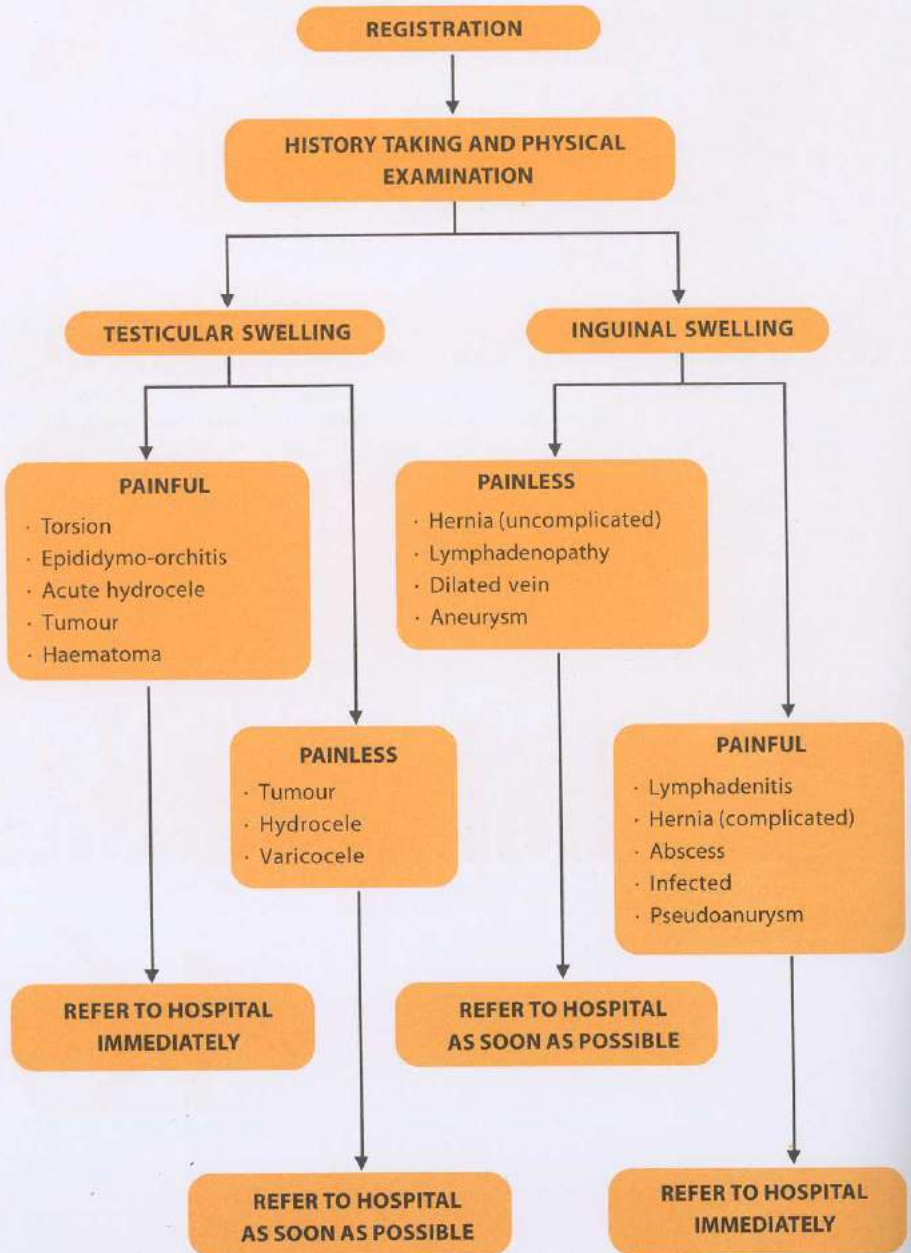 REGISTRATION
HISTORY TAKING AND PHYSICAL
EXAMINATION
TESTICULAR SWELLING
INGUINAL SWELLING
PAINFUL
· Torsion
· Epididymo-orchitis
· Acute hydrocele
· Tumour
· Haematoma
PAINLESS
· Hernia (uncomplicated)
· Lymphadenopathy
· Dilated vein
· Aneurysm
PAINLESS
· Tumour
· Hydrocele
· Varicocele
PAINFUL
· Lymphadenitis
· Hernia (complicated)
· Abscess
· Infected
· Pseudoanurysm
REFER TO HOSPITAL
IMMEDIATELY
REFER TO HOSPITAL
AS SOON AS POSSIBLE
REFER TO HOSPITAL
AS SOON AS POSSIBLE
REFER TO HOSPITAL
IMMEDIATELY